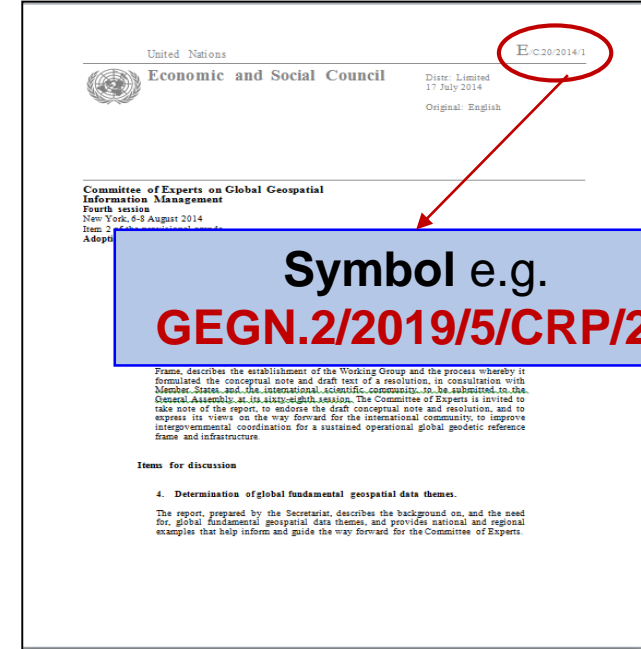 United Nations
E/C.20/2014/1
Economic and Social Council
Distr.: Limited
17 July 2014
Original: English
Committee of Experts on Global Geospatial
Information Management
Fourth session
New York, 6-8 August 2014
Item 2 of the provisional agenda
Adopti
Symbol e.g.
GEGN.2/2019/5/CRP/2
Frame, describes the establishment of the Working Group and the process whereby it
formulated the conceptual note and draft text of a resolution, in consultation with
Member States and the international scientific community, to be submitted to the
General Assembly at its sixty-eighth session. The Committee of Experts is invited to
take note of the report, to endorse the draft conceptual note and resolution, and to
express its views on the way forward for the international community, to improve
intergovernmental coordination for a sustained operational global geodetic reference
frame and infrastructure.
Items for discussion
4. Determination of global fundamental geospatial data themes.
The report, prepared by the Secretariat, describes the background on, and the need
for, global fundamental geospatial data themes, and provides national and regional
examples that help inform and guide the way forward for the Committee of Experts.